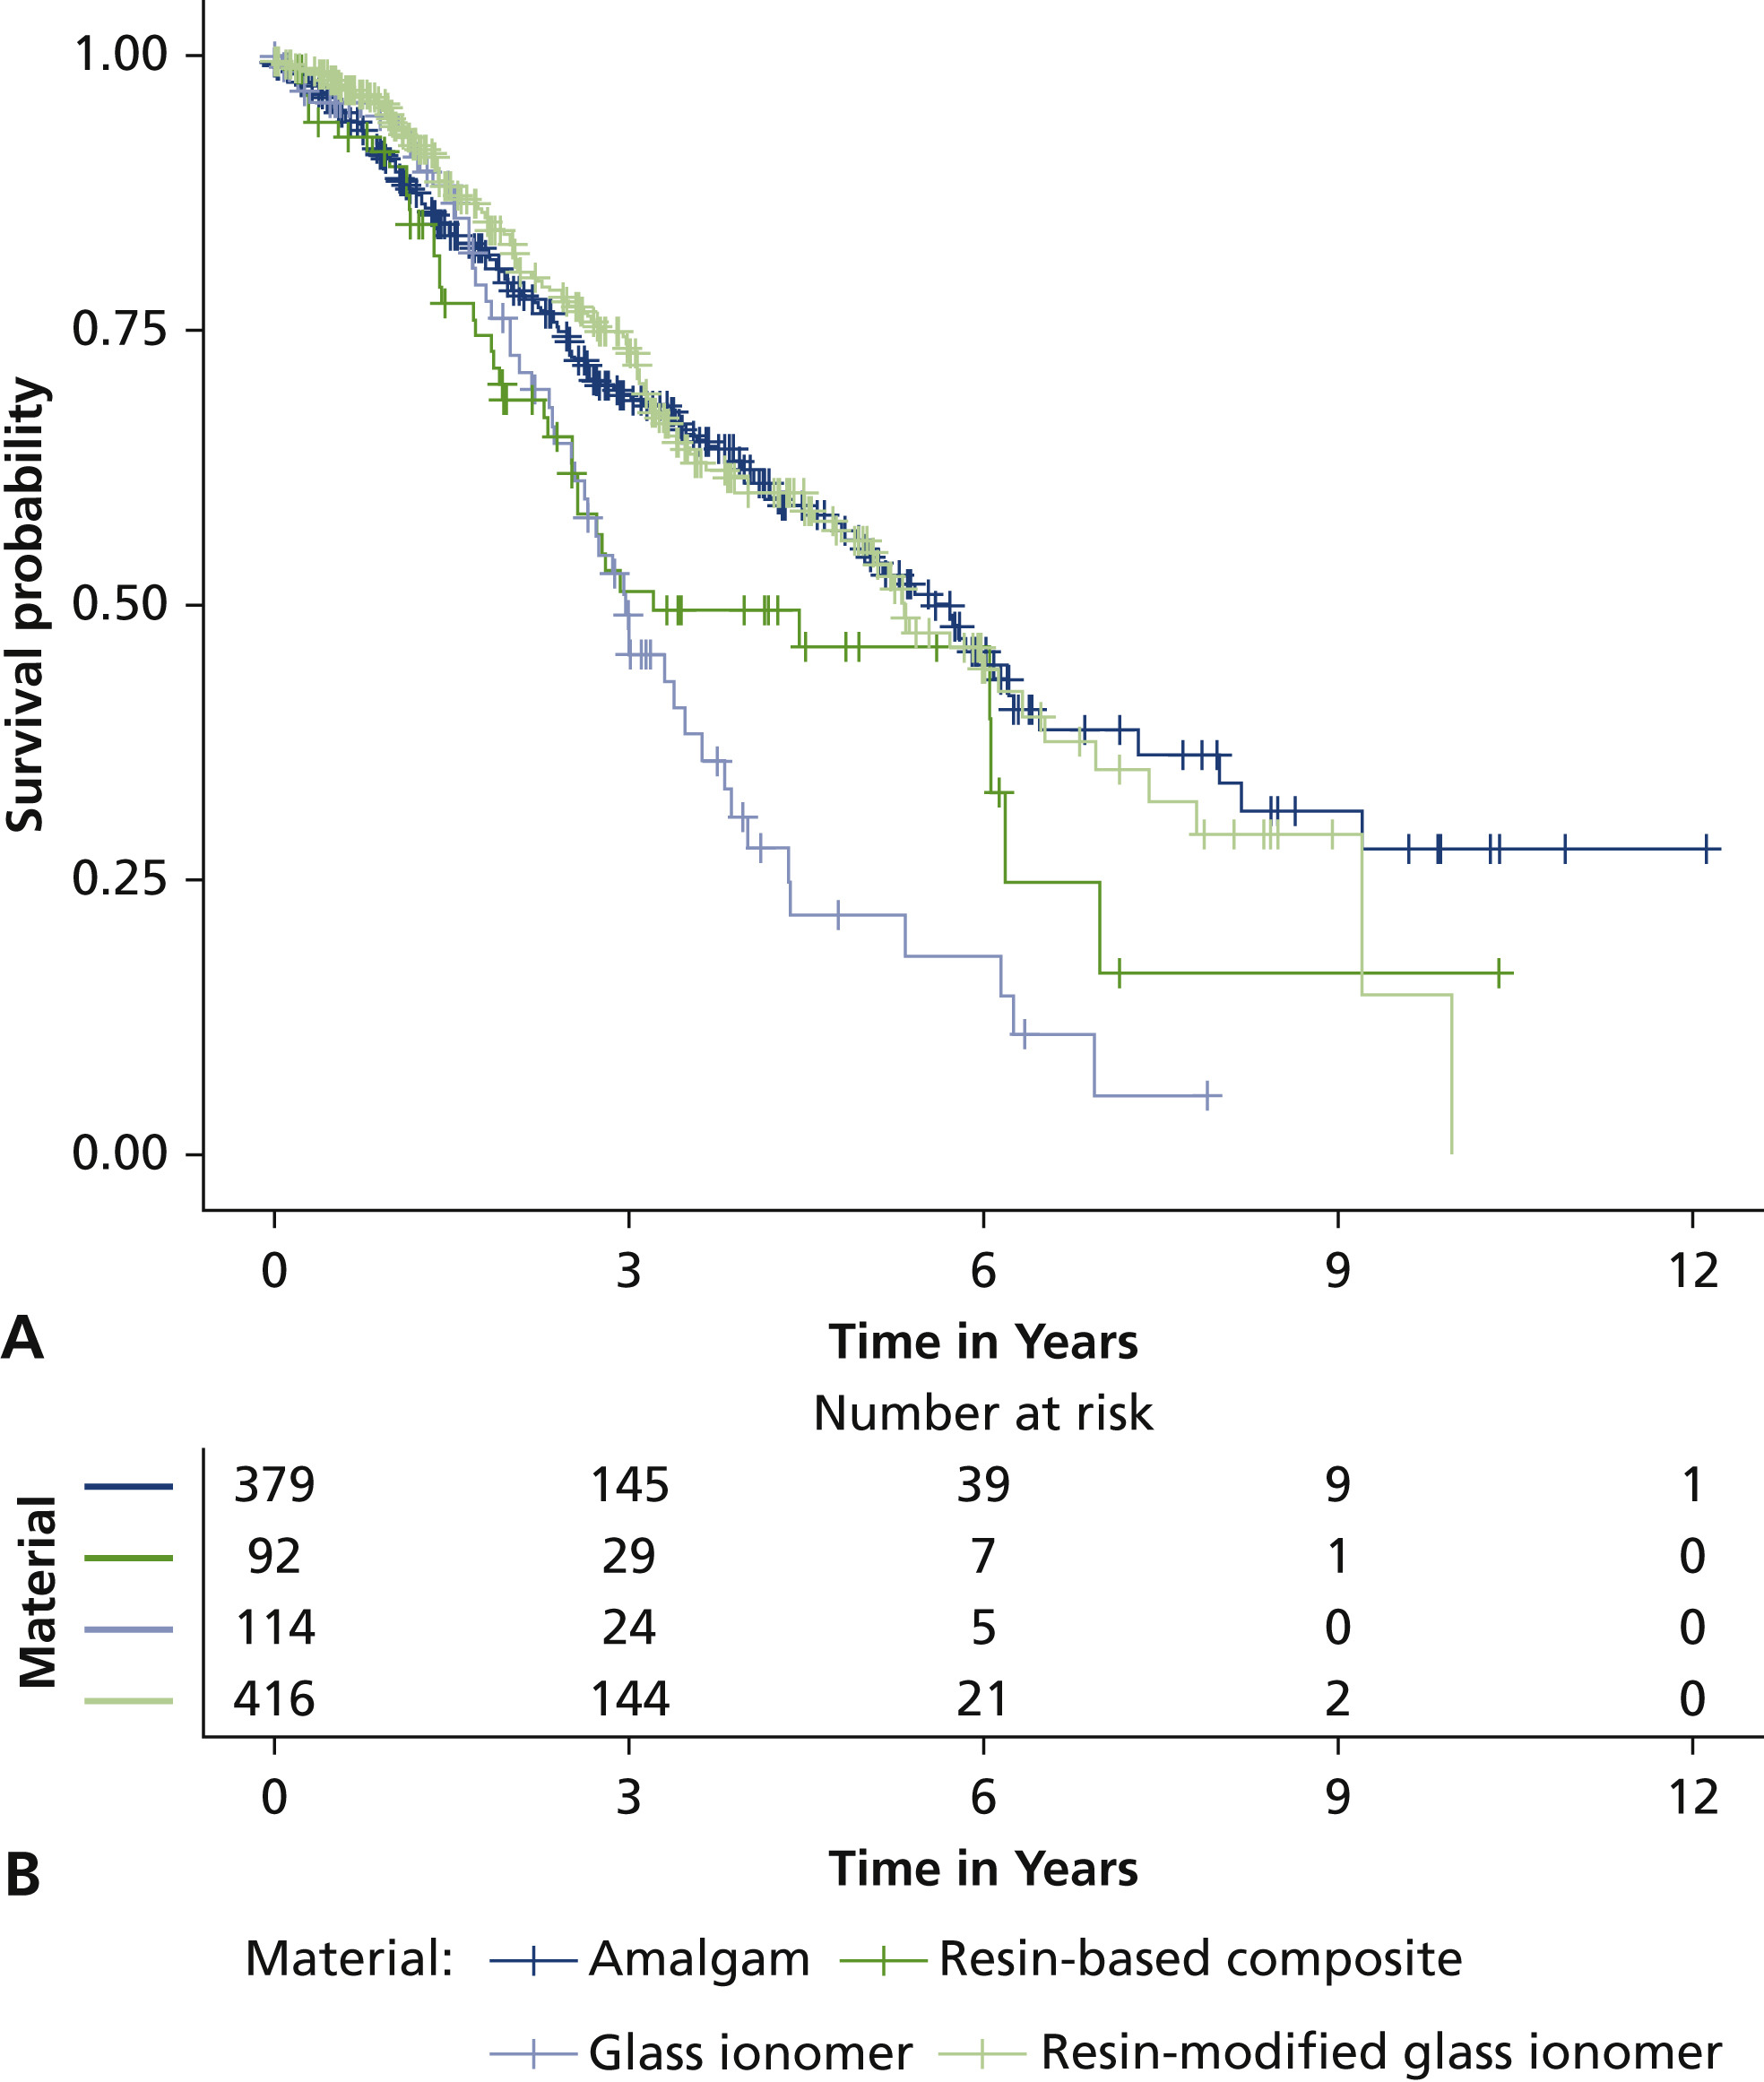 1.00
0.75
0.50
0.25
0.00
Survival probability
0 3 6 9 12
Time in Years
A
Number at risk
Material
379 145 39 9 1
92 29 7 1 0
114 24 5 0 0
416 144 21 2 0
0 3 6 9 12
Time in Years
B
Material: Amalgam Resin-based composite
Glass ionomer Resin-modified glass ionomer